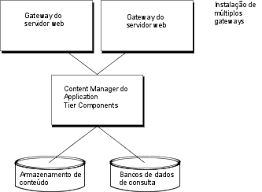 Gateway do
servidor web
Gateway do
servidor web
Instalação de
múltiplos
gateways
Content Manager do
Application
Tier Components
Armazenamento de
conteúdo
Bancos de dados
de consulta